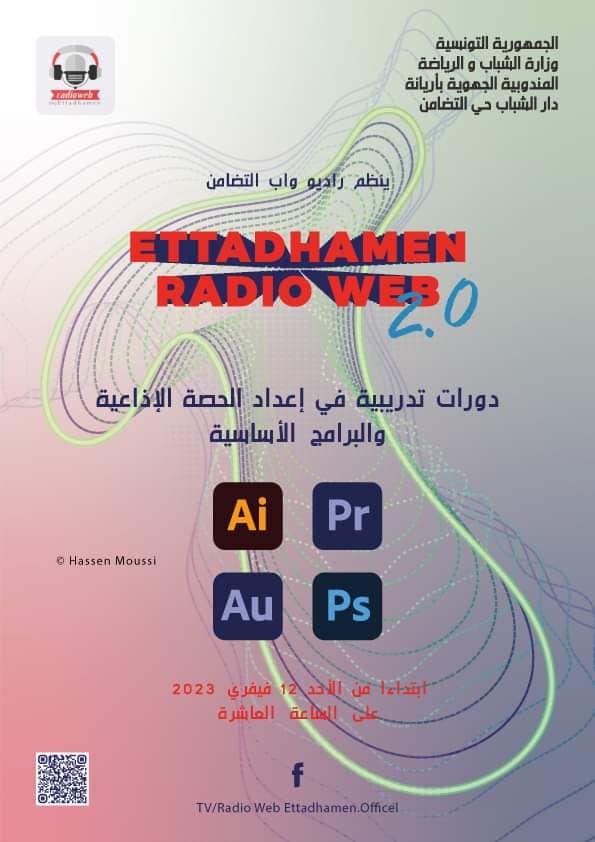 الجمهورية التونسية
وزارة الشباب و الرياضة
المندوبية الجهوية بأريانة
دار الشباب حي التضامن
radioweb
Ettadhamen
ينظم راديو واب التضامن
ETTADHAMEN
RADIO WEB
2.0
دورات تدريبية في إعداد الحصة الإذاعية
والبرامج الأساسية
Ai
Pr
© Hassen Moussi
Au
Ps
ابتداءا من الأحد 12 فيفري 2023
على الساعة العاشرة
f
TV/Radio Web Ettadhamen.Officel